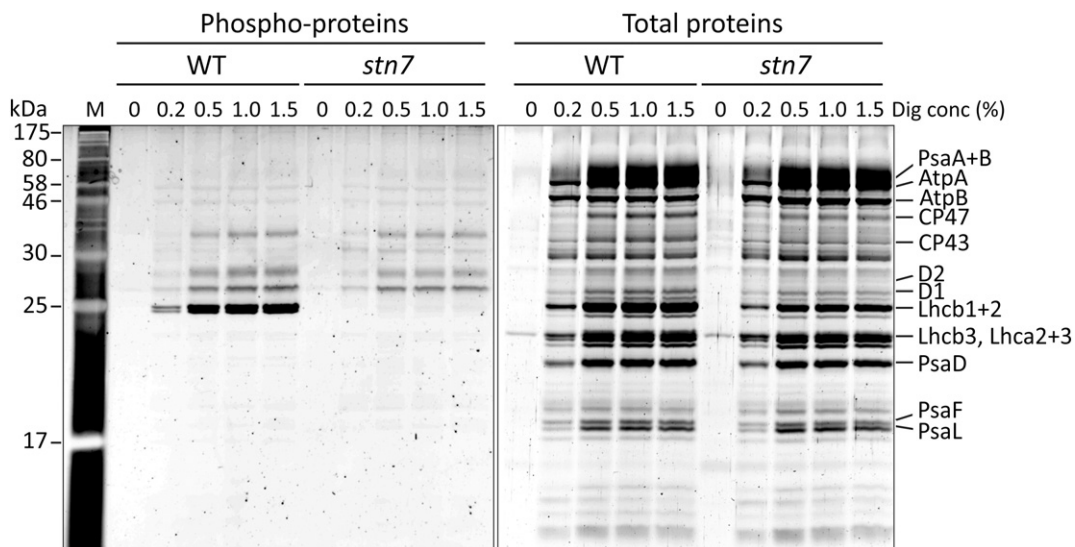 Phospho-proteins Total proteins
WT stn7 WT stn7
kDa M 0 0.2 0.5 1.0 1.5 0 0.2 0.5 1.0 1.5 0 0.2 0.5 1.0 1.5 0 0.2 0.5 1.0 1.5 Dig conc (%)
175
80
58
46
30
25
17
PsaA+B
AtpA
AtpB
CP47
CP43
D2
D1
Lhcb1+2
Lhcb3, Lhca2+3
PsaD
PsaF
PsaL